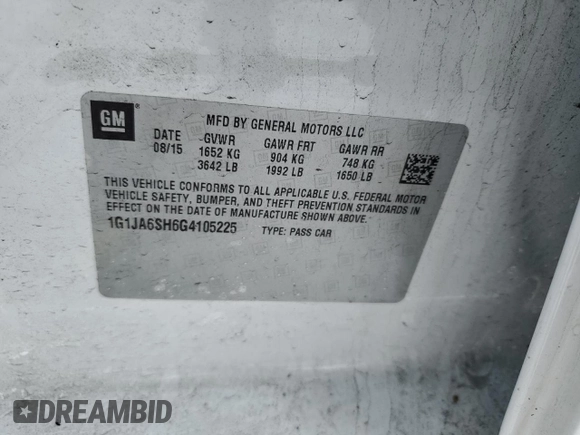 GM
MFD BY GENERAL MOTORS LLC
DATE GVWR GAWR FRT GAWR RR
08/15 1652 KG 904 KG 748 KG
3642 LB 1992 LB 1650 LB
THIS VEHICLE CONFORMS TO ALL APPLICABLE U.S. FEDERAL MOTOR
VEHICLE SAFETY, BUMPER, AND THEFT PREVENTION STANDARDS IN
EFFECT ON THE DATE OF MANUFACTURE SHOWN ABOVE.
1G1JA6SH6G4105225 TYPE: PASS CAR
DREAMBID